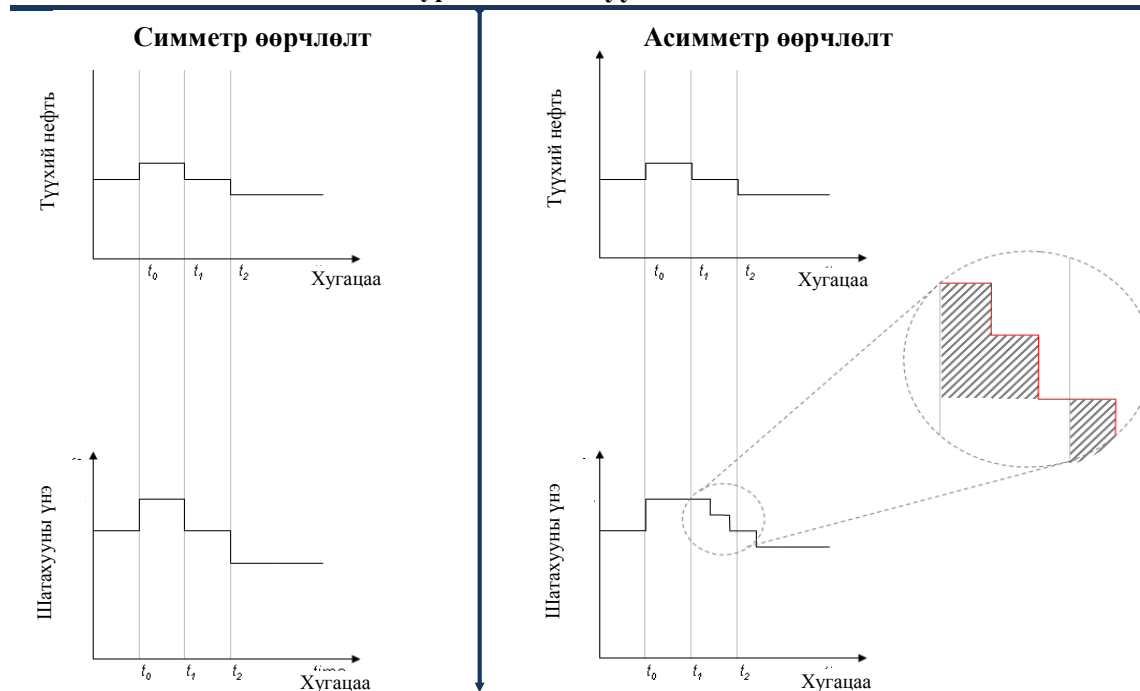 Симметр өөрчлөлт
Түүхий нефть
t₀ t₁ t₂
Хугацаа
Шатахууны үнэ
t₀ t₁ t₂
Хугацаа
Асимметр өөрчлөлт
Түүхий нефть
t₀ t₁ t₂
Хугацаа
Шатахууны үнэ
t₀ t₁ t₂
Хугацаа